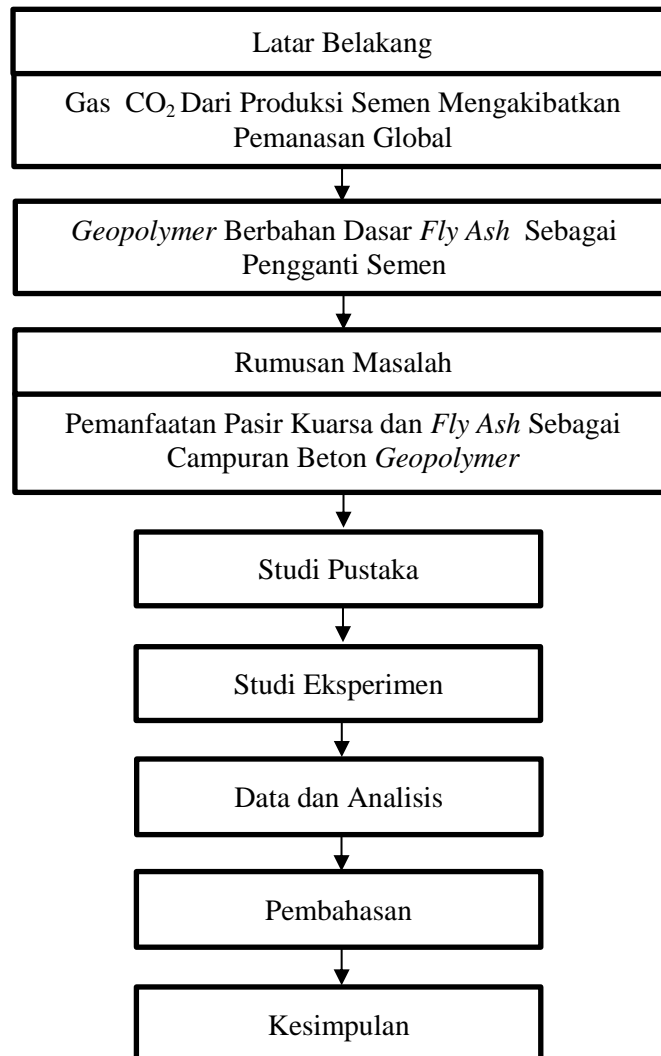 Latar Belakang
Gas CO₂ Dari Produksi Semen Mengakibatkan
Pemanasan Global
Geopolymer Berbahan Dasar Fly Ash Sebagai
Pengganti Semen
Rumusan Masalah
Pemanfaatan Pasir Kuarsa dan Fly Ash Sebagai
Campuran Beton Geopolymer
Studi Pustaka
Studi Eksperimen
Data dan Analisis
Pembahasan
Kesimpulan